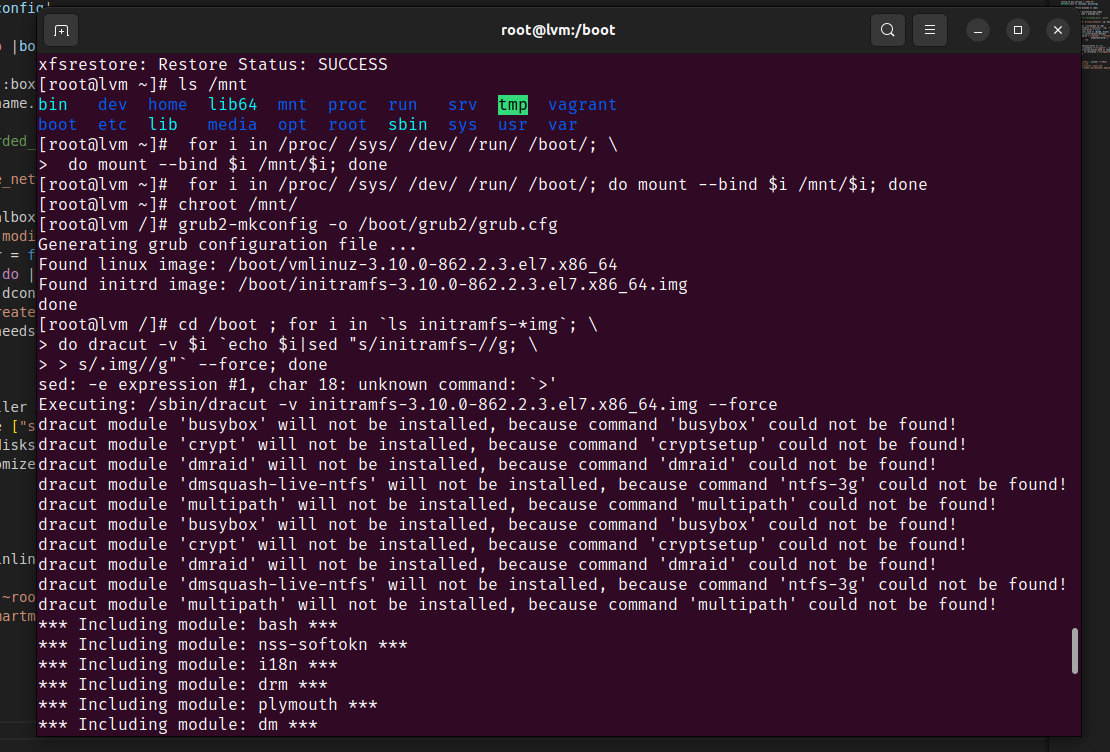 config'
root@lvm:/boot
xfsrestore: Restore Status: SUCCESS
[root@lvm ~]# ls /mnt
bin   dev  home  lib64  mnt  proc  run   srv  tmp  vagrant
boot  etc  lib   media  opt  root  sbin  sys  usr  var
[root@lvm ~]#  for i in /proc/ /sys/ /dev/ /run/ /boot/; \
>  do mount --bind $i /mnt/$i; done
[root@lvm ~]#  for i in /proc/ /sys/ /dev/ /run/ /boot/; do mount --bind $i /mnt/$i; done
[root@lvm ~]# chroot /mnt/
[root@lvm /]# grub2-mkconfig -o /boot/grub2/grub.cfg
Generating grub configuration file ...
Found linux image: /boot/vmlinuz-3.10.0-862.2.3.el7.x86_64
Found initrd image: /boot/initramfs-3.10.0-862.2.3.el7.x86_64.img
done
[root@lvm /]# cd /boot ; for i in `ls initramfs-*img`; \
> do dracut -v $i `echo $i|sed "s/initramfs-//g; \
> > s/.img//g"` --force; done
sed: -e expression #1, char 18: unknown command: `>'
Executing: /sbin/dracut -v initramfs-3.10.0-862.2.3.el7.x86_64.img --force
dracut module 'busybox' will not be installed, because command 'busybox' could not be found!
dracut module 'crypt' will not be installed, because command 'cryptsetup' could not be found!
dracut module 'dmraid' will not be installed, because command 'dmraid' could not be found!
dracut module 'dmsquash-live-ntfs' will not be installed, because command 'ntfs-3g' could not be found!
dracut module 'multipath' will not be installed, because command 'multipath' could not be found!
dracut module 'busybox' will not be installed, because command 'busybox' could not be found!
dracut module 'crypt' will not be installed, because command 'cryptsetup' could not be found!
dracut module 'dmraid' will not be installed, because command 'dmraid' could not be found!
dracut module 'dmsquash-live-ntfs' will not be installed, because command 'ntfs-3g' could not be found!
dracut module 'multipath' will not be installed, because command 'multipath' could not be found!
*** Including module: bash ***
*** Including module: nss-softokn ***
*** Including module: i18n ***
*** Including module: drm ***
*** Including module: plymouth ***
*** Including module: dm ***